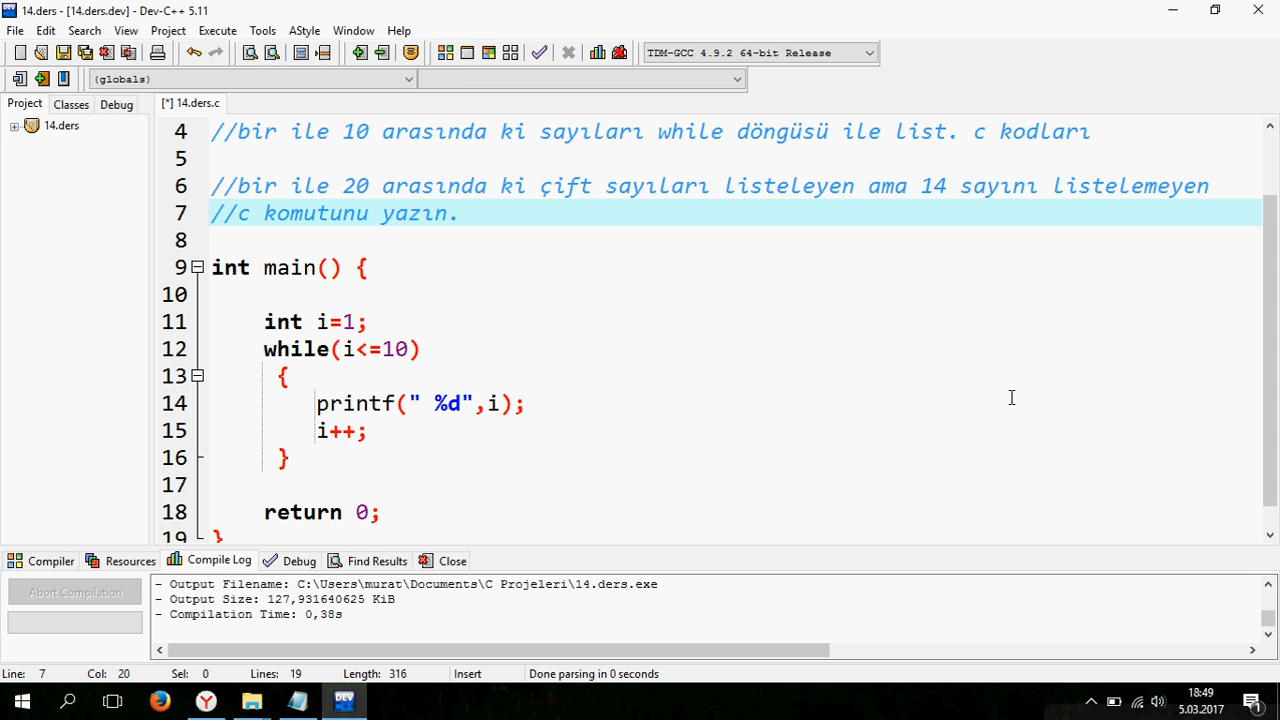 14.ders - [14.ders.dev] - Dev-C++ 5.11
File Edit Search View Project Execute Tools AStyle Window Help
TDM-GCC 4.9.2 64-bit Release
(globals)
Project Classes Debug [*] 14.ders.c
14.ders
4 //bir ile 10 arasında ki sayıları while döngüsü ile list. c kodları
5
6 //bir ile 20 arasında ki çift sayıları listeleyen ama 14 sayını listelemeyen
7 //c komutunu yazın.
8
9 int main() {
10
11 int i=1;
12 while(i<=10)
13 {
14 printf(" %d",i);
15 i++;
16 }
17
18 return 0;
19 }
Compiler Resources Compile Log Debug Find Results Close
Abort Compilation
- Output Filename: C:\Users\murat\Documents\C Projeleri\14.ders.exe
- Output Size: 127,931640625 KiB
- Compilation Time: 0,38s
Line: 7 Col: 20 Sel: 0 Lines: 19 Length: 316 Insert Done parsing in 0 seconds
DEV
18:49
5.03.2017
1